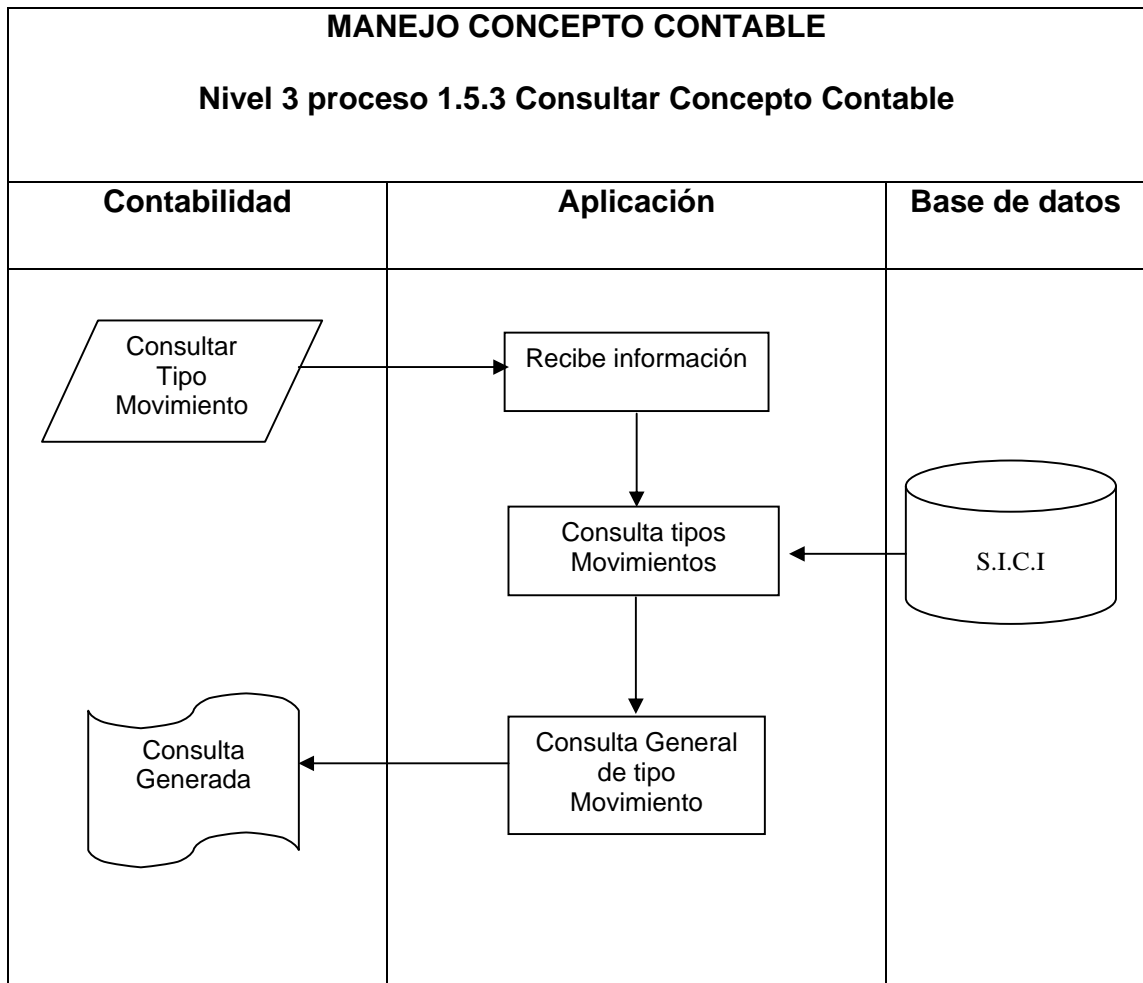 MANEJO CONCEPTO CONTABLE
Nivel 3 proceso 1.5.3 Consultar Concepto Contable
Contabilidad
Aplicación
Base de datos
Consultar
Tipo
Movimiento
Recibe información
Consulta tipos
Movimientos
S.I.C.I
Consulta General
de tipo
Movimiento
Consulta
Generada